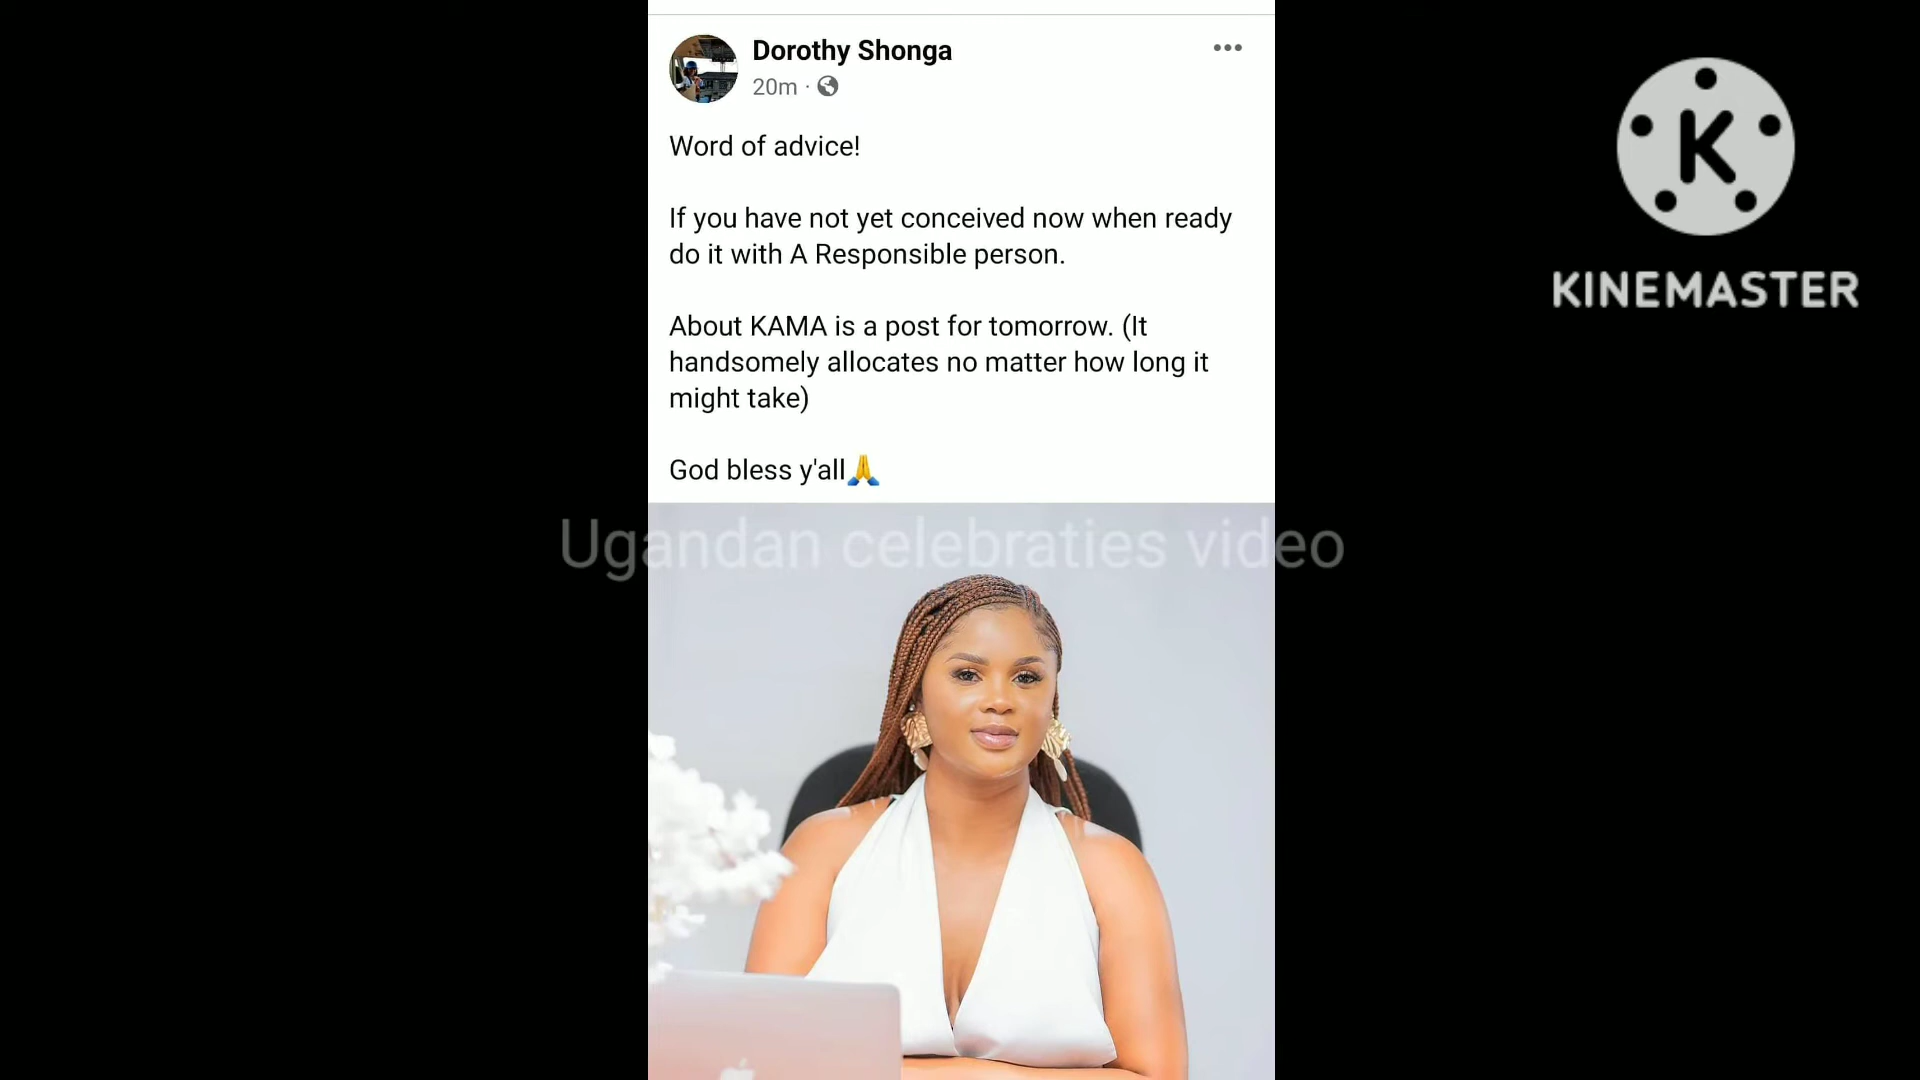 Dorothy Shonga
20m ·
Word of advice!
If you have not yet conceived now when ready
do it with A Responsible person.
About KAMA is a post for tomorrow. (It
handsomely allocates no matter how long it
might take)
God bless y'all🙏
Ugandan celebraties video
K
KINEMASTER